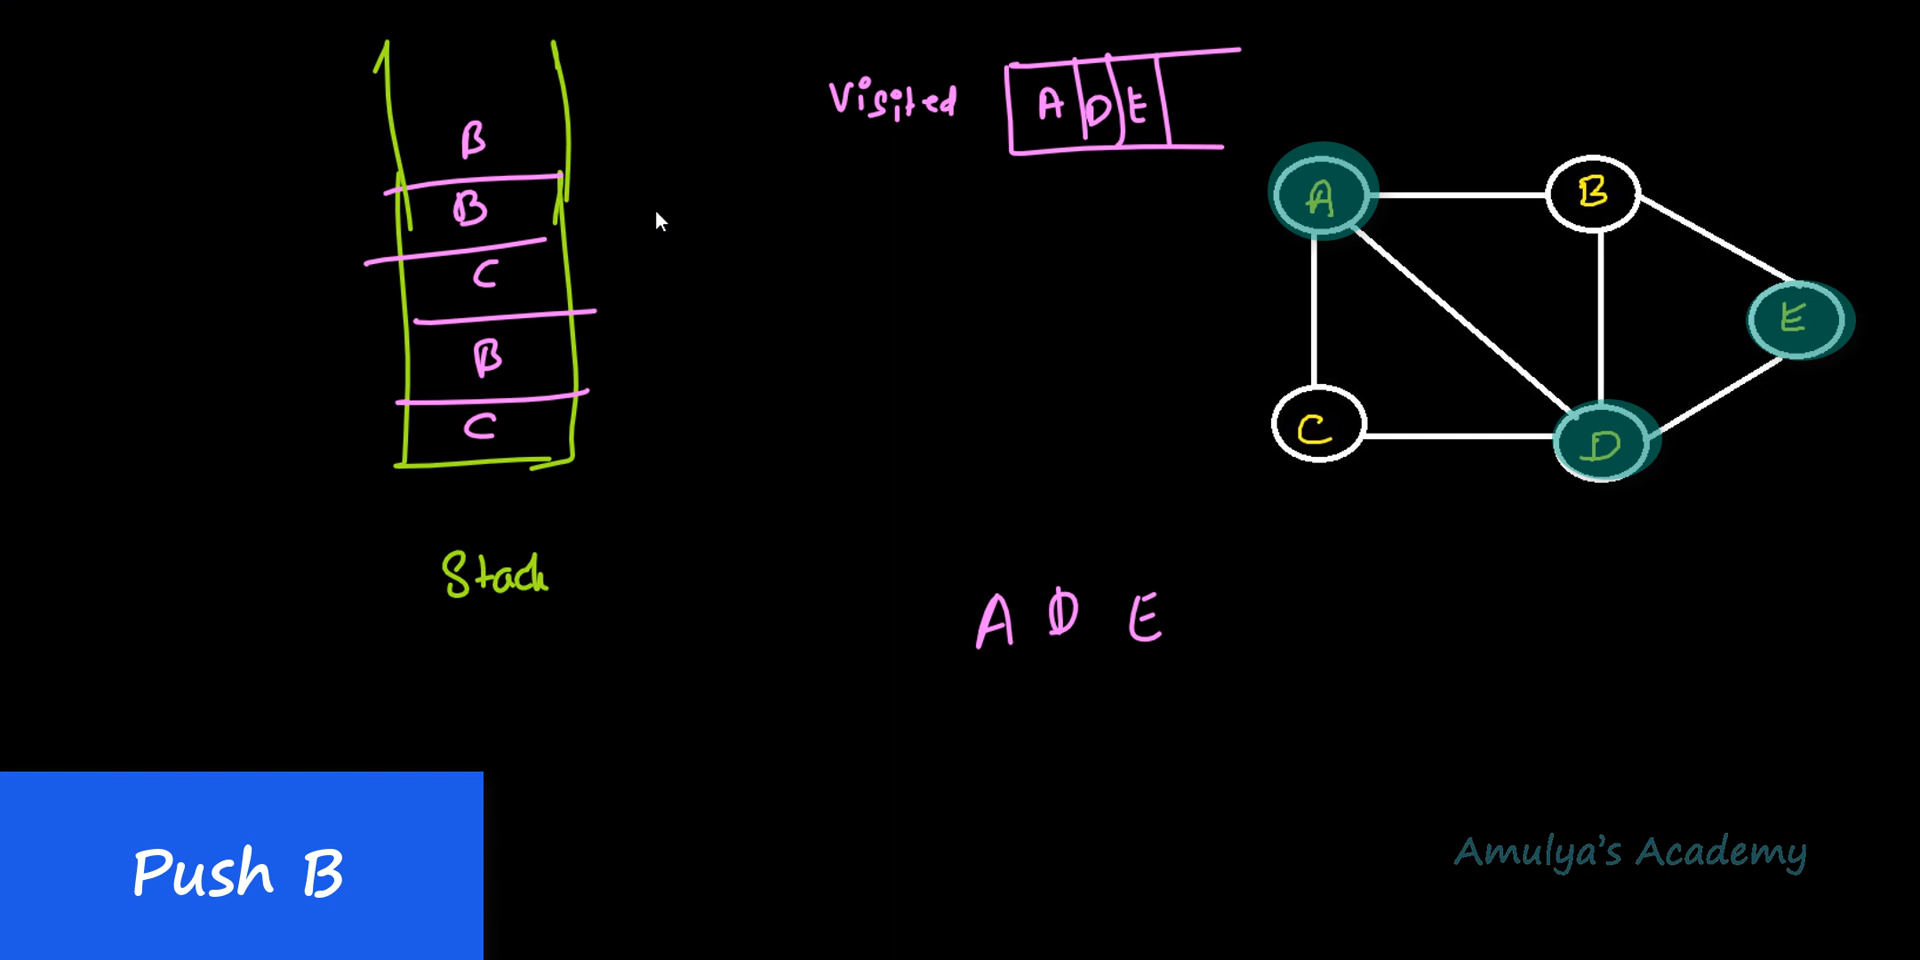 B
B
C
B
C
Stack
Visited A D E
A B
E
C D
A D E
Push B
Amulya's Academy